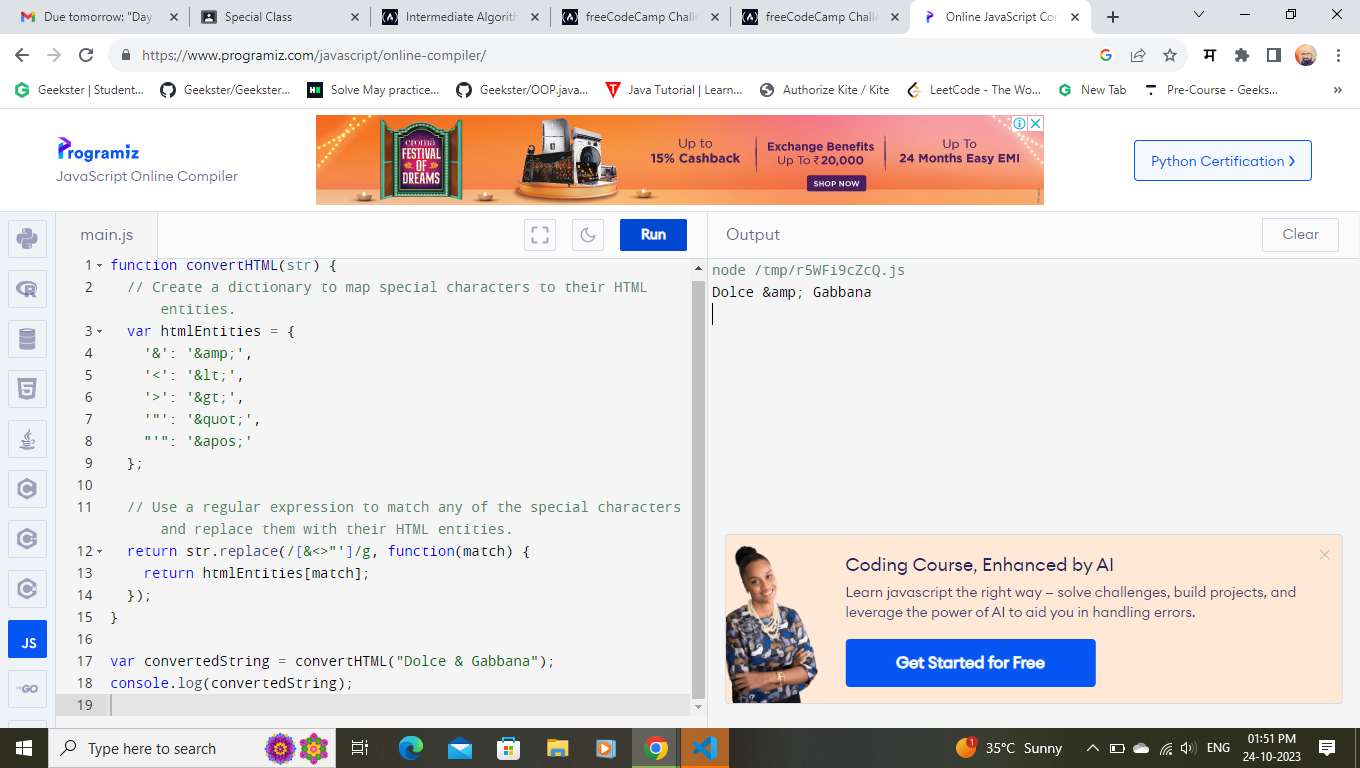 Due tomorrow: "Day
Special Class
Intermediate Algorith
freeCodeCamp Challe
freeCodeCamp Challe
Online JavaScript Con
https://www.programiz.com/javascript/online-compiler/
म
Geekster | Student...
Geekster/Geekster...
Solve May practice...
Geekster/OOP.java...
Java Tutorial | Learn...
Authorize Kite / Kite
LeetCode - The Wo...
New Tab
Pre-Course - Geeks...
Programiz
JavaScript Online Compiler
croma
FESTIVAL
OF
DREAMS
Up to
15% Cashback
Exchange Benefits
Up To ₹20,000
SHOP NOW
Up To
24 Months Easy EMI
Python Certification
main.js
Run
Output
Clear
1 function convertHTML(str) {
2 // Create a dictionary to map special characters to their HTML
entities.
3 var htmlEntities = {
4 '&': '&amp;',
5 '<': '&lt;',
6 '>': '&gt;',
7 '"': '&quot;',
8 "'": '&apos;'
9 };
10
11 // Use a regular expression to match any of the special characters
and replace them with their HTML entities.
12 return str.replace(/[&<>"']/g, function(match) {
13 return htmlEntities[match];
14 });
15 }
16
17 var convertedString = convertHTML("Dolce & Gabbana");
18 console.log(convertedString);
19
node /tmp/r5WFi9cZcQ.js
Dolce &amp; Gabbana
JS
GO
Coding Course, Enhanced by AI
Learn javascript the right way – solve challenges, build projects, and
leverage the power of AI to aid you in handling errors.
Get Started for Free
Type here to search
1
35°C Sunny
ENG
01:51 PM
24-10-2023